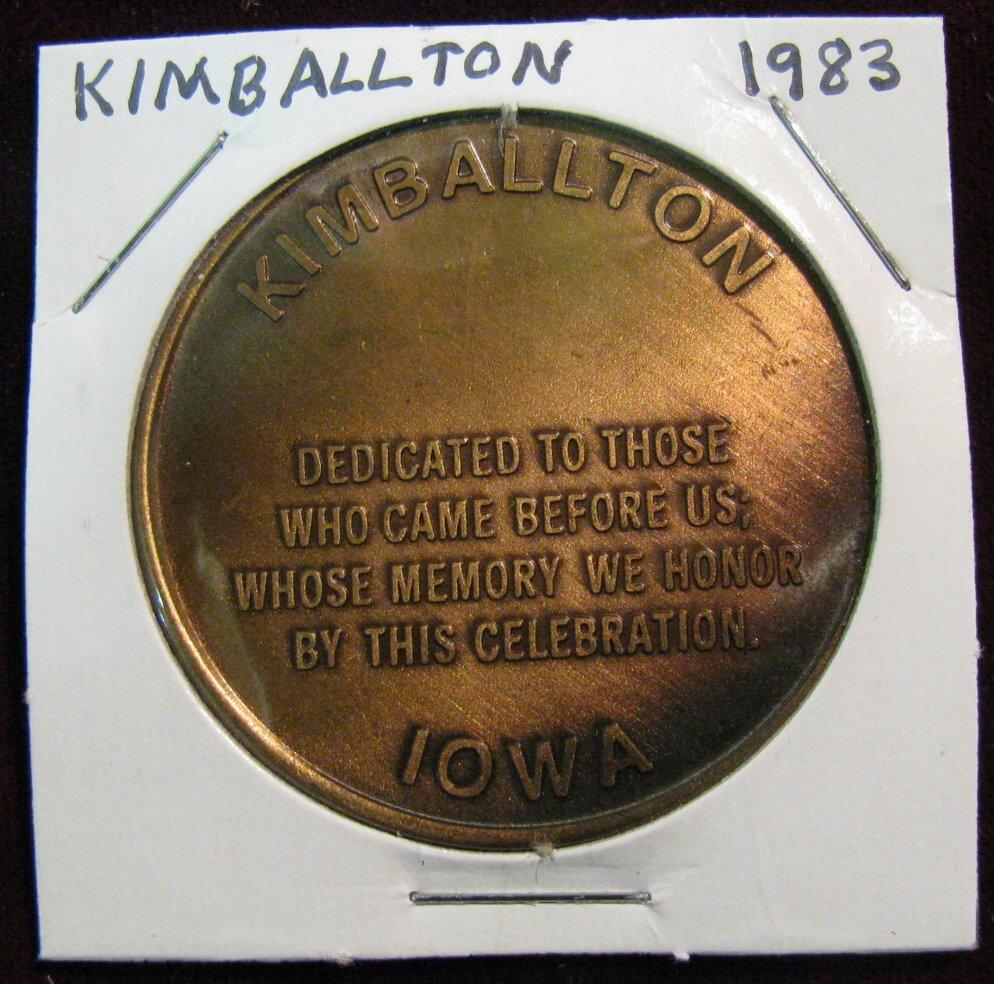 KIMBALLTON 1983
KIMBALLTON
DEDICATED TO THOSE
WHO CAME BEFORE US;
WHOSE MEMORY WE HONOR
BY THIS CELEBRATION.
IOWA